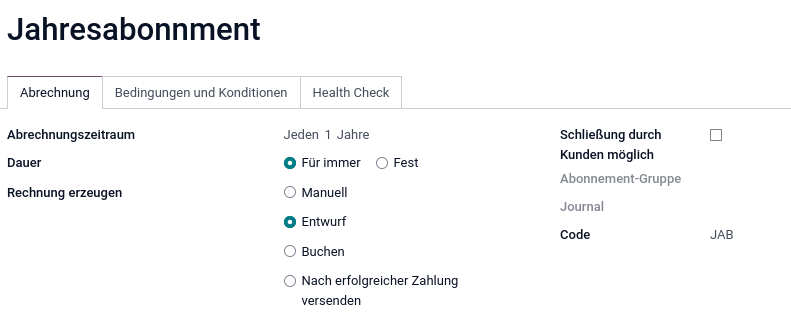 Jahresabonnment
Abrechnung Bedingungen und Konditionen Health Check
Abrechnungszeitraum Jeden 1 Jahre
Dauer Für immer Fest
Rechnung erzeugen Manuell
Entwurf
Buchen
Nach erfolgreicher Zahlung
versenden
Schließung durch
Kunden möglich
Abonnement-Gruppe
Journal
Code JAB